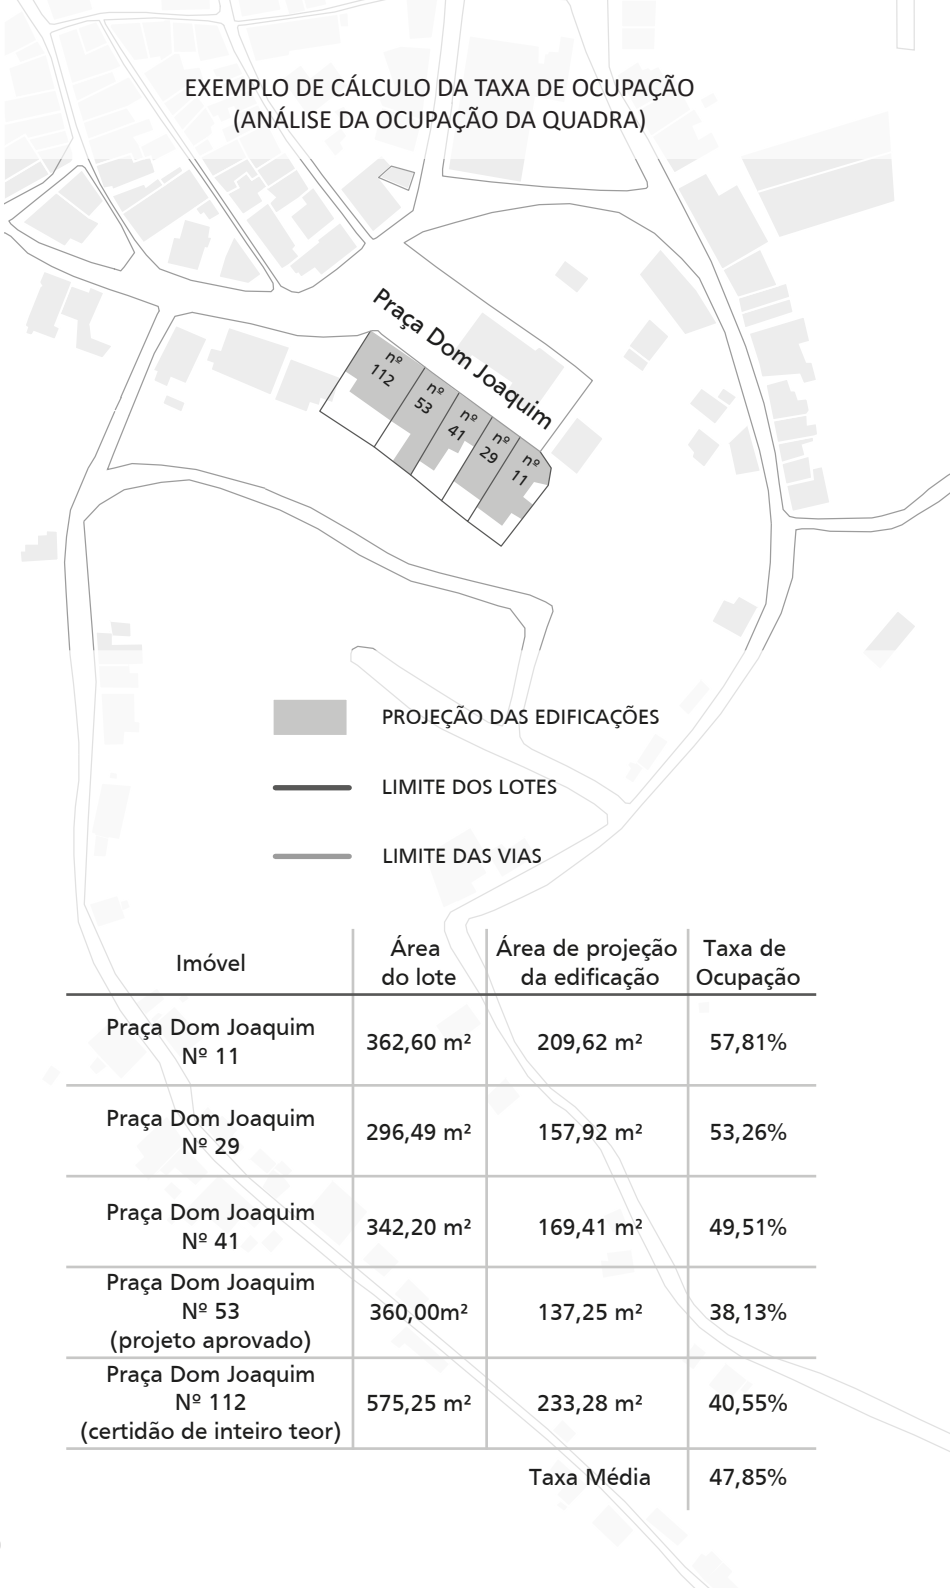 EXEMPLO DE CÁLCULO DA TAXA DE OCUPAÇÃO
(ANÁLISE DA OCUPAÇÃO DA QUADRA)
Praça Dom Joaquim
nº
112
nº
53
nº
41
nº
29
nº
11
PROJEÇÃO DAS EDIFICAÇÕES
LIMITE DOS LOTES
LIMITE DAS VIAS
Imóvel
Área
do lote
Área de projeção
da edificação
Taxa de
Ocupação
Praça Dom Joaquim
Nº 11
362,60 m²
209,62 m²
57,81%
Praça Dom Joaquim
Nº 29
296,49 m²
157,92 m²
53,26%
Praça Dom Joaquim
Nº 41
342,20 m²
169,41 m²
49,51%
Praça Dom Joaquim
Nº 53
(projeto aprovado)
360,00m²
137,25 m²
38,13%
Praça Dom Joaquim
Nº 112
(certidão de inteiro teor)
575,25 m²
233,28 m²
40,55%
Taxa Média
47,85%